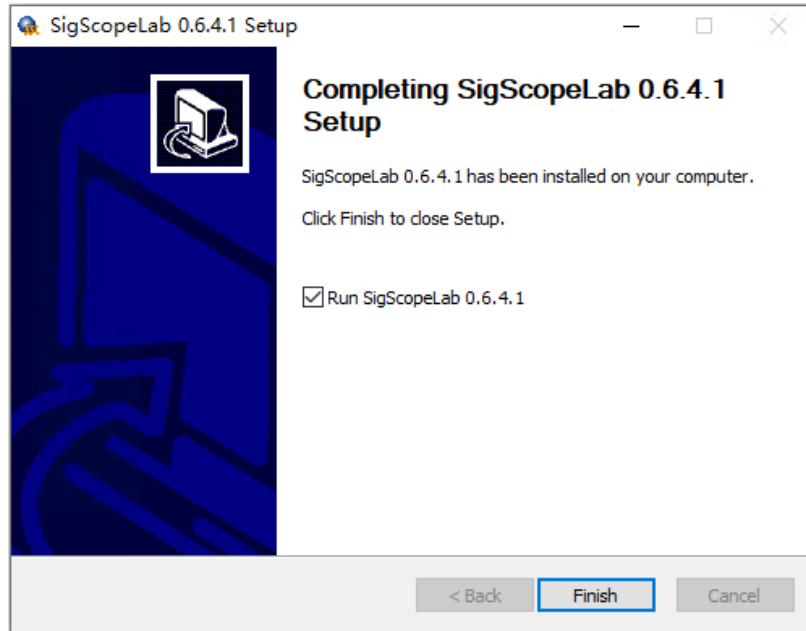 SigScopeLab 0.6.4.1 Setup
Completing SigScopeLab 0.6.4.1
Setup
SigScopeLab 0.6.4.1 has been installed on your computer.
Click Finish to close Setup.
Run SigScopeLab 0.6.4.1
< Back
Finish
Cancel